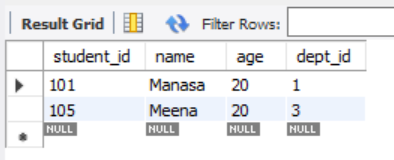 Result Grid Filter Rows:
student_id name age dept_id
101 Manasa 20 1
105 Meena 20 3
NULL NULL NULL NULL